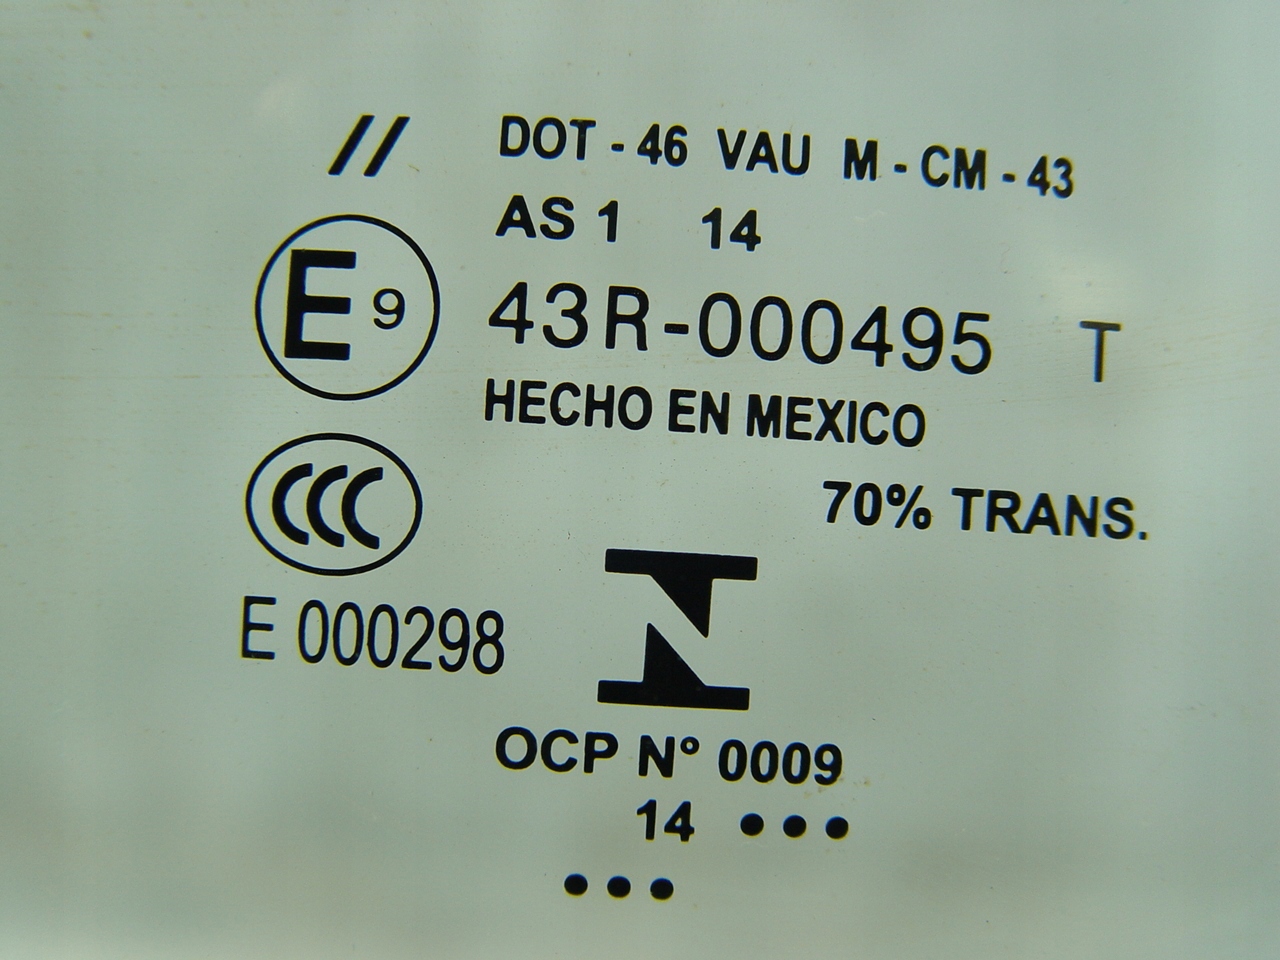 // DOT - 46 VAU M - CM - 43
AS 1 14
E 9 43R-000495 T
HECHO EN MEXICO
CCC
70% TRANS.
E 000298
OCP Nº 0009
14 •••
•••